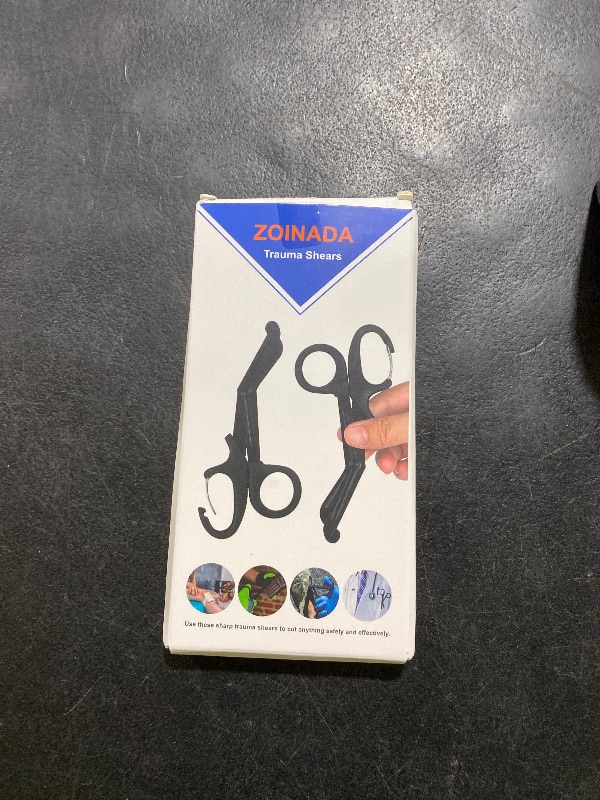 ZOINADA
Trauma Shears
Use these sharp trauma shears to cut anything safely and effectively.